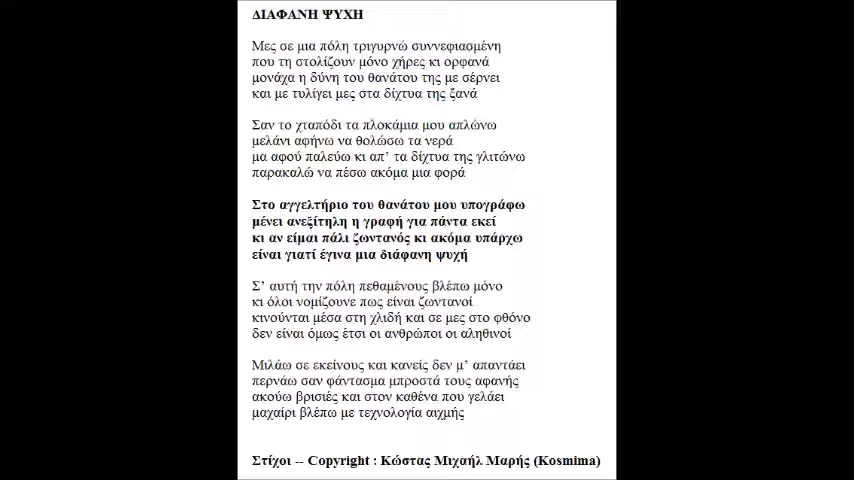 ΔΙΑΦΑΝΗ ΨΥΧΗ
Μες σε μια πόλη τριγυρνώ συννεφιασμένη
που τη στολίζουν μόνο χήρες κι ορφανά
μονάχα η δύνη του θανάτου της με σέρνει
και με τυλίγει μες στα δίχτυα της ξανά
Σαν το χταπόδι τα πλοκάμια μου απλώνω
μελάνι αφήνω να θολώσω τα νερά
μα αφού παλεύω κι απ’ τα δίχτυα της γλιτώνω
παρακαλώ να πέσω ακόμα μια φορά
Στο αγγελτήριο του θανάτου μου υπογράφω
μένει ανεξίτηλη η γραφή για πάντα εκεί
κι αν είμαι πάλι ζωντανός κι ακόμα υπάρχω
είναι γιατί έγινα μια διάφανη ψυχή
Σ’ αυτή την πόλη πεθαμένους βλέπω μόνο
κι όλοι νομίζουνε πως είναι ζωντανοί
κινούνται μέσα στη χλιδή και σε μες στο φθόνο
δεν είναι όμως έτσι οι ανθρώποι οι αληθινοί
Μιλάω σε εκείνους και κανείς δεν μ’ απαντάει
περνάω σαν φάντασμα μπροστά τους αφανής
ακούω βρισιές και στον καθένα που γελάει
μαχαίρι βλέπω με τεχνολογία αιχμής
Στίχοι -- Copyright : Κώστας Μιχαήλ Μαρής (Kosmima)